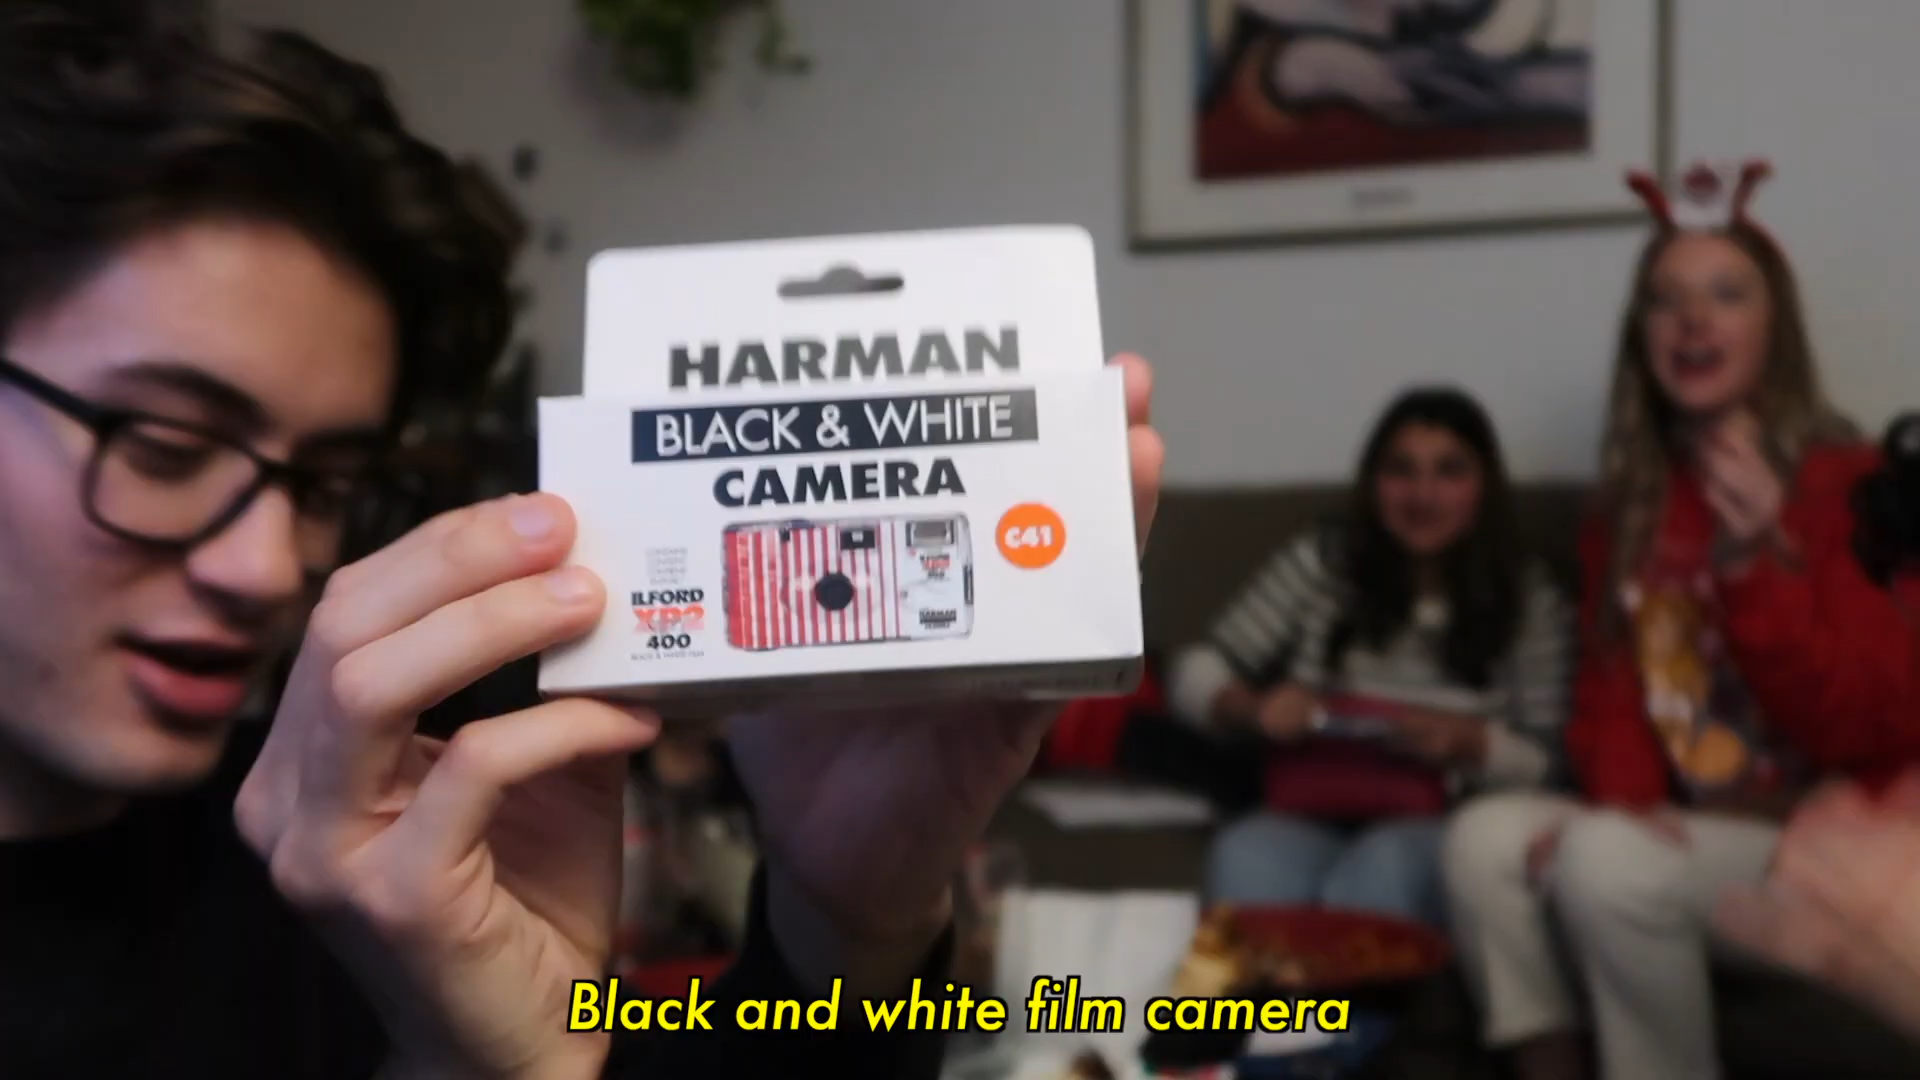 HARMAN
BLACK & WHITE
CAMERA
C41
ILFORD
XP2
400
Black and white film camera